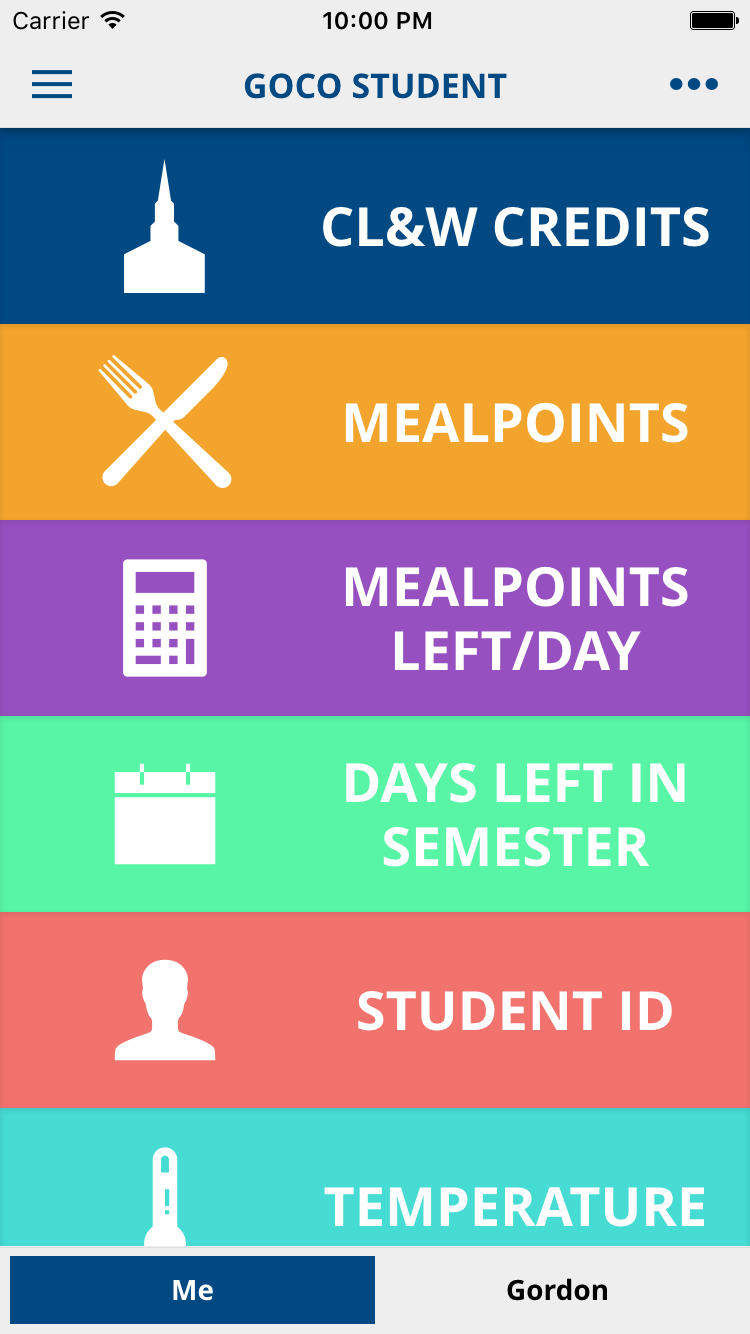 Carrier 10:00 PM
GOCO STUDENT
CL&W CREDITS
MEALPOINTS
MEALPOINTS
LEFT/DAY
DAYS LEFT IN
SEMESTER
STUDENT ID
TEMPERATURE
Me Gordon